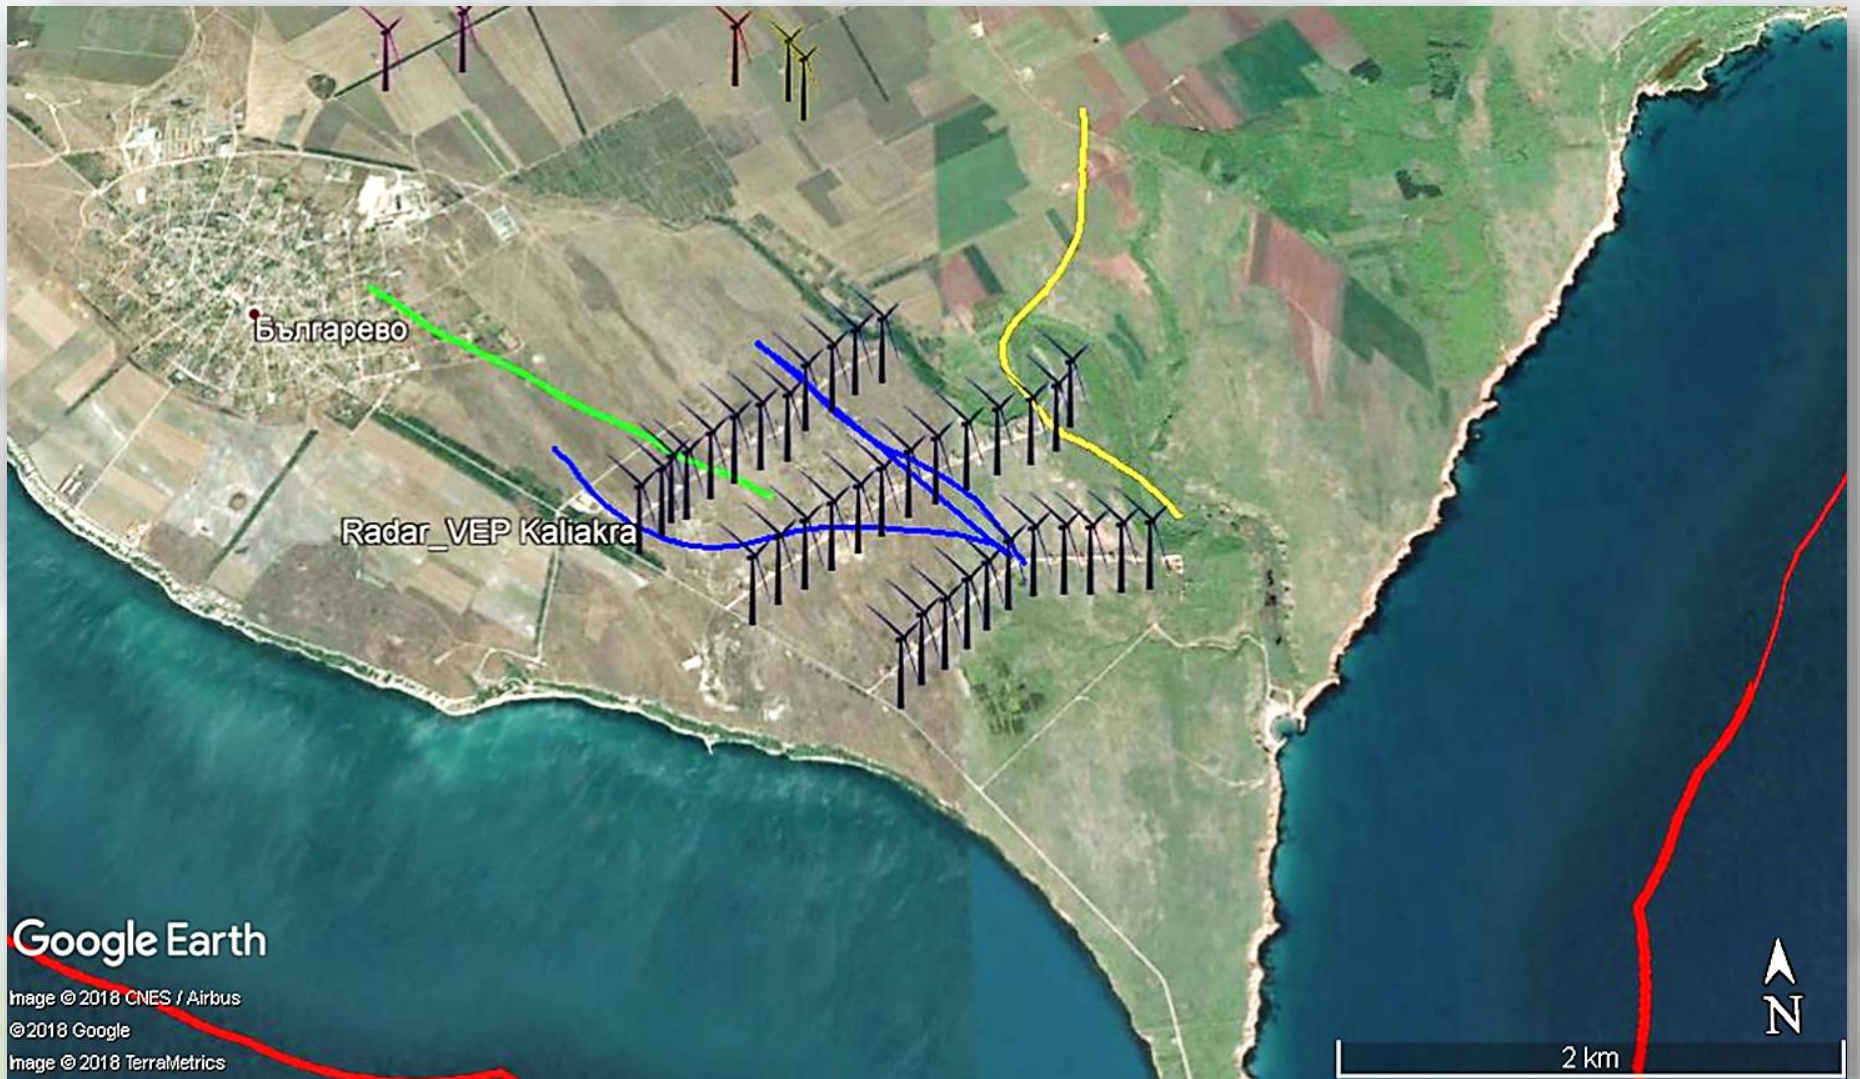 Българево
Radar_VEP Kaliakra
Google Earth
Image © 2018 CNES / Airbus
©2018 Google
Image © 2018 TerraMetrics
N
2 km